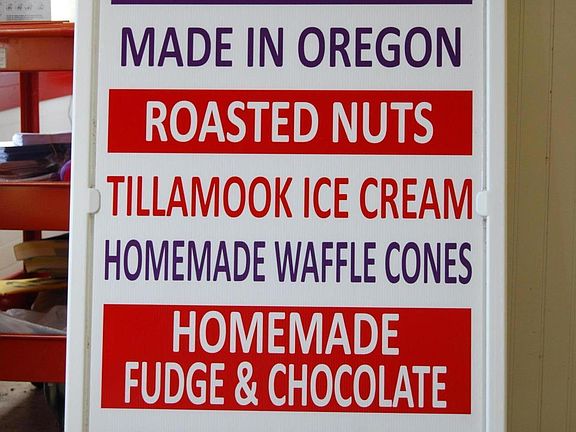 MADE IN OREGON
ROASTED NUTS
TILLAMOOK ICE CREAM
HOMEMADE WAFFLE CONES
HOMEMADE
FUDGE & CHOCOLATE